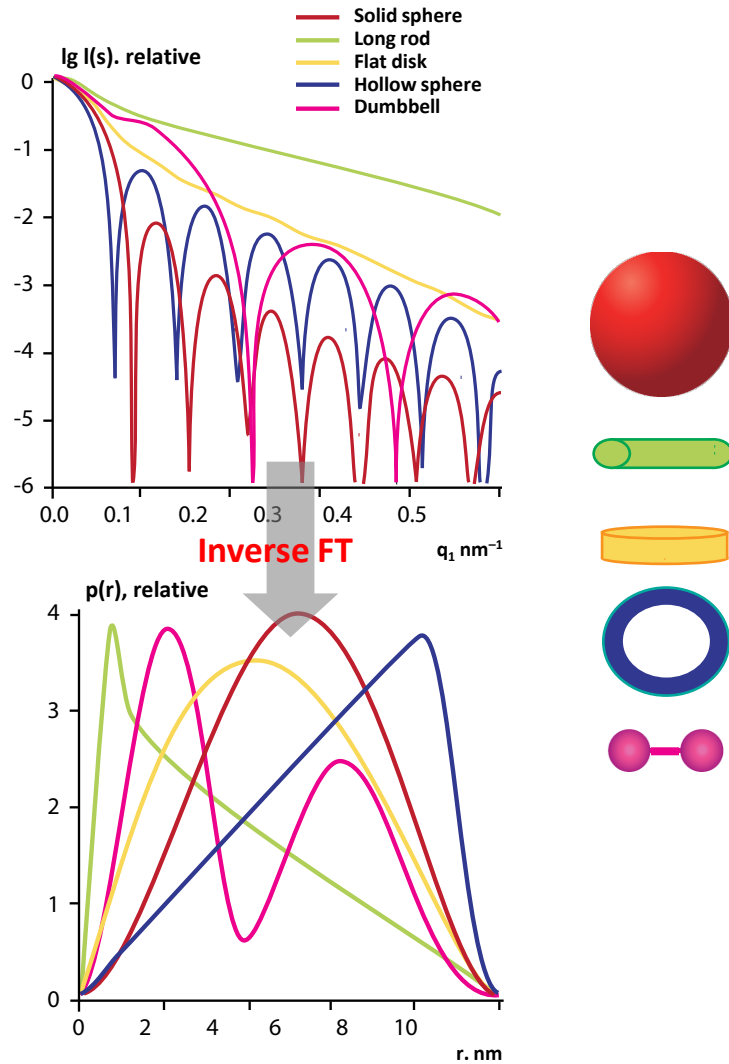 Solid sphere
lg l(s). relative
Long rod
Flat disk
Hollow sphere
Dumbbell
0
-1
-2
-3
-4
-5
-6
0.0 0.1 0.2 0.3 0.4 0.5
Inverse FT
q₁ nm⁻¹
p(r), relative
4
3
2
1
0
0 2 4 6 8 10
r. nm